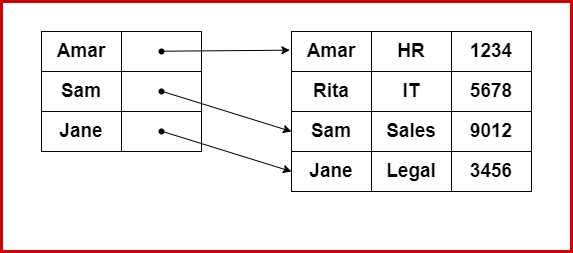 Amar
Sam
Jane
Amar HR 1234
Rita IT 5678
Sam Sales 9012
Jane Legal 3456